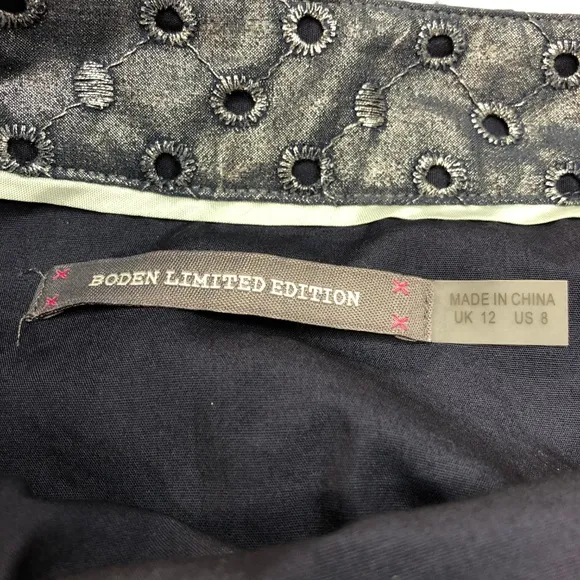 BODEN LIMITED EDITION
MADE IN CHINA
UK 12 US 8